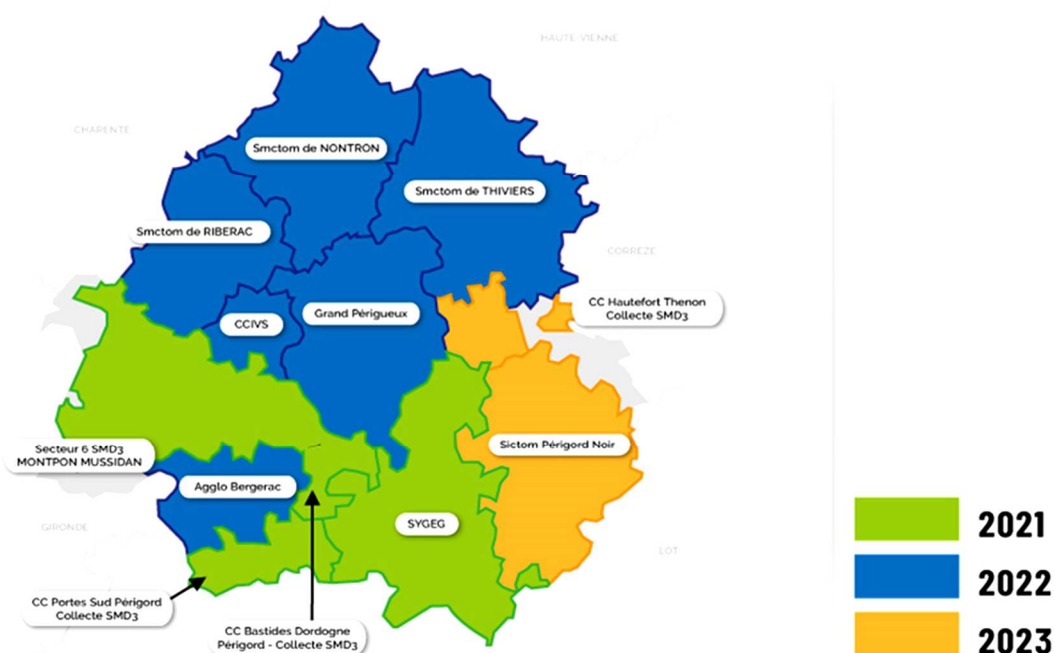 HAUTE-VIENNE
CHARENTE
Smctom de NONTRON
Smctom de THIVIERS
Smctom de RIBERAC
CORREZE
CC Hautefort Thenon
Collecte SMD3
Grand Périgueux
CCIVS
Sictom Périgord Noir
Secteur 6 SMD3
MONTPON MUSSIDAN
Agglo Bergerac
SYGEG
GIRONDE
LOT
CC Portes Sud Périgord
Collecte SMD3
CC Bastides Dordogne
Périgord - Collecte SMD3
2021
2022
2023